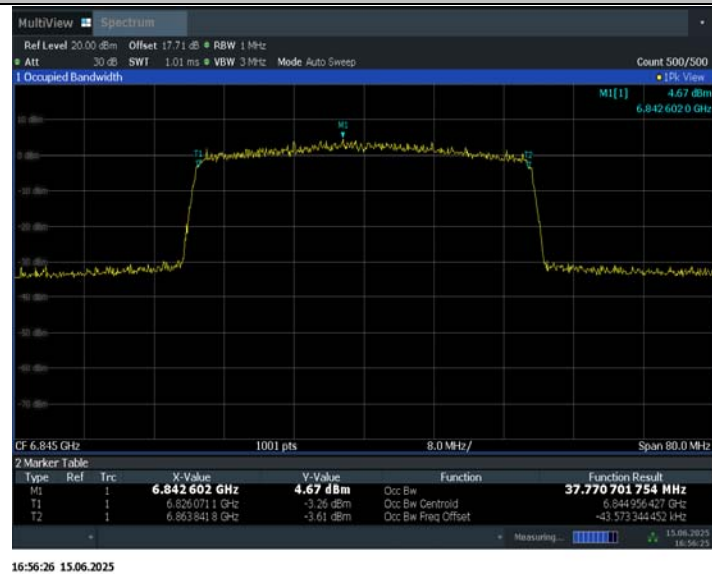 MultiView Spectrum
Ref Level 20.00 dBm Offset 17.71 dB RBW 1 MHz
Att 30 dB SWT 1.01 ms VBW 3 MHz Mode Auto Sweep Count 500/500
1 Occupied Bandwidth 1Pk View
M1[1] 4.67 dBm
6.842 602 0 GHz
10 dBm
M1
0 dBm
T1
T2
-10 dBm
-20 dBm
-30 dBm
-40 dBm
-50 dBm
-60 dBm
-70 dBm
CF 6.845 GHz 1001 pts 8.0 MHz/ Span 80.0 MHz
2 Marker Table
Type Ref Trc X-Value Y-Value Function Function Result
M1 1 6.842 602 GHz 4.67 dBm Occ Bw 37.770 701 754 MHz
T1 1 6.826 071 1 GHz -3.26 dBm Occ Bw Centroid 6.844 956 427 GHz
T2 1 6.863 841 8 GHz -3.61 dBm Occ Bw Freq Offset -43.573 344 452 kHz
Measuring... 15.06.2025
16:56:25
16:56:26 15.06.2025